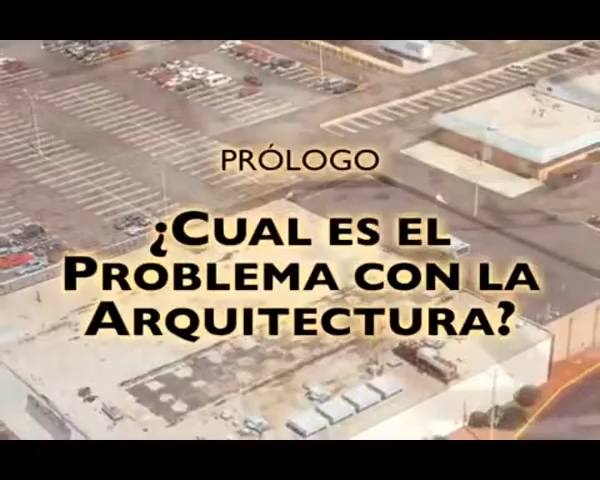 PRÓLOGO
¿CUAL ES EL
PROBLEMA CON LA
ARQUITECTURA?